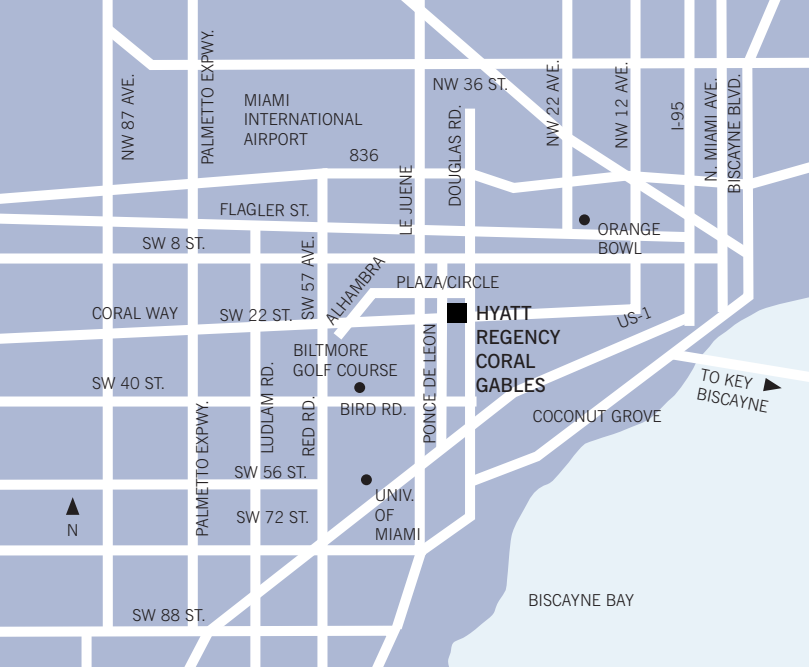 NW 87 AVE.
PALMETTO EXPWY.
MIAMI
INTERNATIONAL
AIRPORT
NW 36 ST.
NW 22 AVE.
NW 12 AVE.
I-95
N. MIAMI AVE.
BISCAYNE BLVD.
836
LE JUENE
DOUGLAS RD.
FLAGLER ST.
SW 8 ST.
ORANGE
BOWL
SW 57 AVE.
ALHAMBRA
PLAZA/CIRCLE
CORAL WAY
SW 22 ST.
HYATT
REGENCY
CORAL
GABLES
US-1
BILTMORE
GOLF COURSE
PONCE DE LEON
SW 40 ST.
LUDLAM RD.
RED RD.
BIRD RD.
TO KEY
BISCAYNE
COCONUT GROVE
PALMETTO EXPWY.
SW 56 ST.
UNIV.
OF
MIAMI
SW 72 ST.
N
BISCAYNE BAY
SW 88 ST.